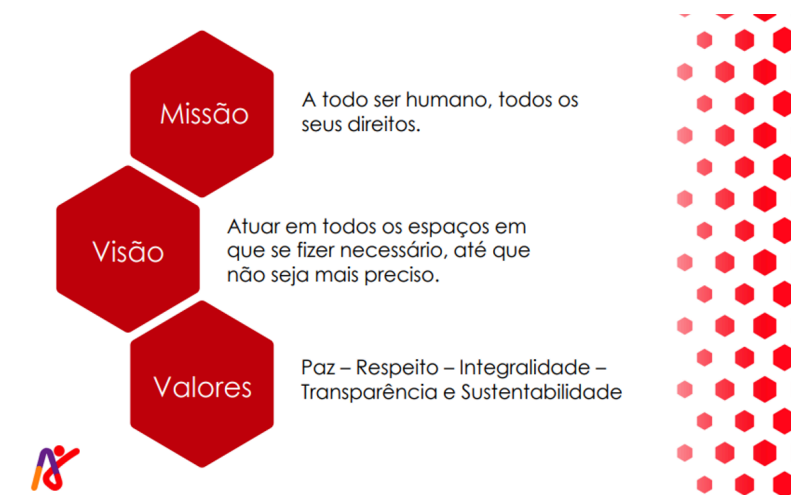 Missão
A todo ser humano, todos os
seus direitos.
Visão
Atuar em todos os espaços em
que se fizer necessário, até que
não seja mais preciso.
Valores
Paz – Respeito – Integralidade –
Transparência e Sustentabilidade